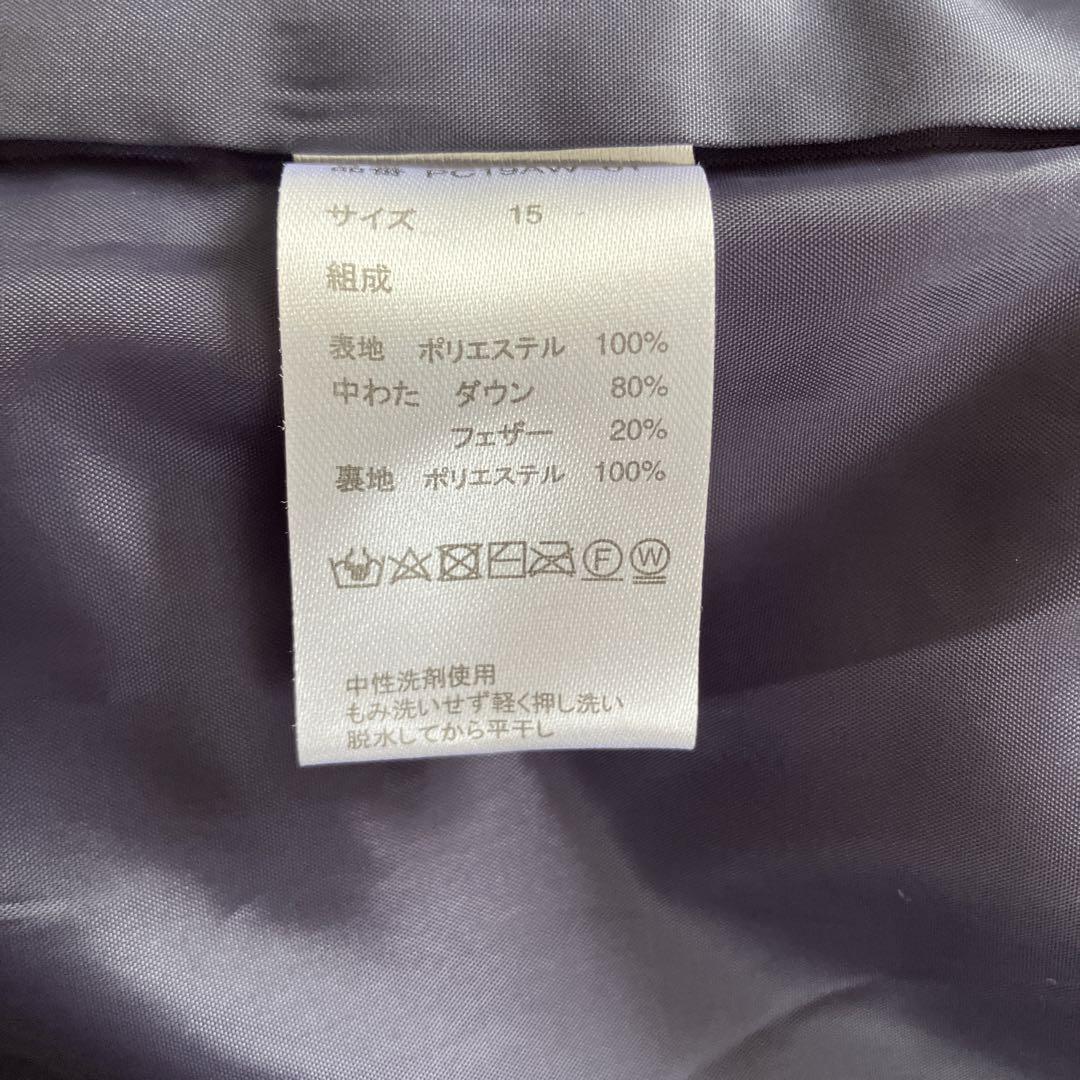 サイズ 15
組成
表地 ポリエステル 100%
中わた ダウン 80%
フェザー 20%
裏地 ポリエステル 100%
F W
中性洗剤使用
もみ洗いせず軽く押し洗い
脱水してから平干し